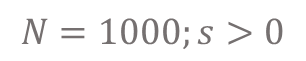 N = 1000; s > 0